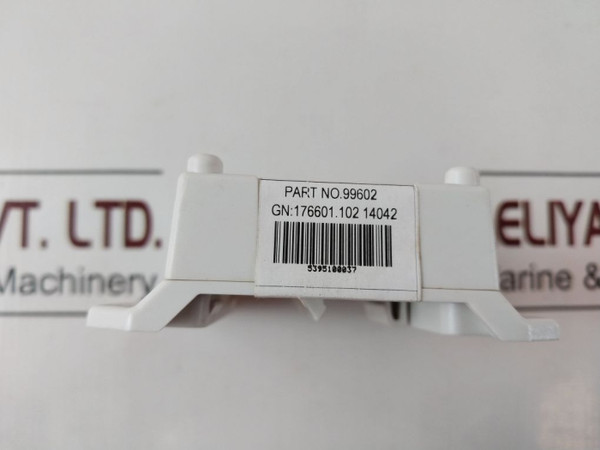 PART NO.99602
GN:176601.102 14042
5395100037
VT. LTD.
Machinery
ELIYA
arine &